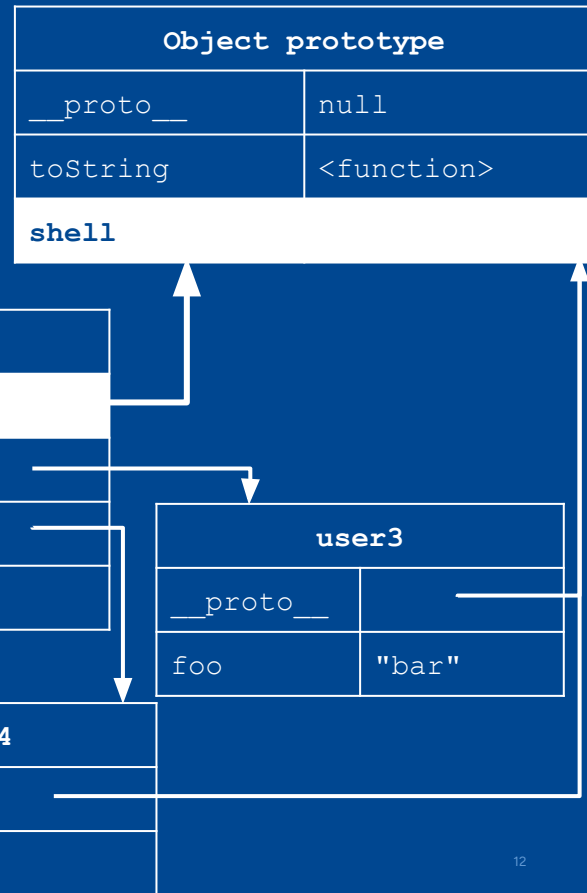 Object prototype
__proto__ null
toString <function>
shell
user3
__proto__
foo "bar"
4
12